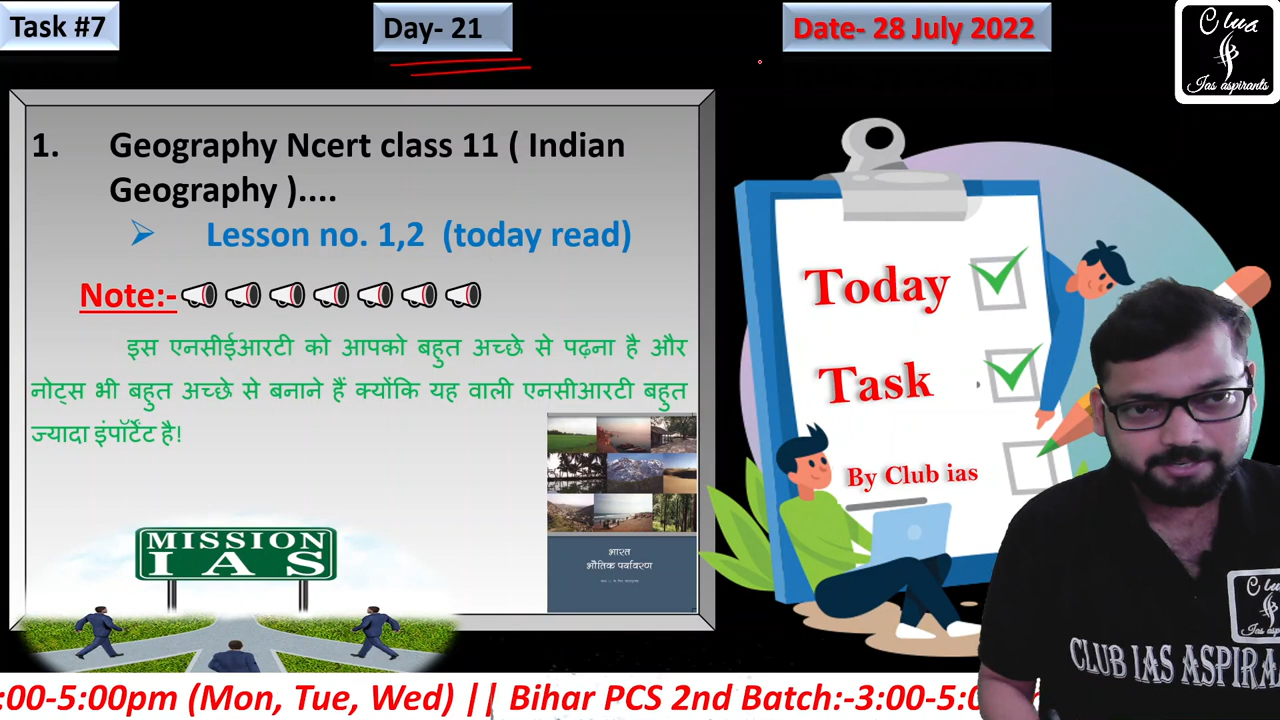 Task #7
Day- 21
Date- 28 July 2022
Ias aspirants
1. Geography Ncert class 11 ( Indian
Geography )....
Lesson no. 1,2 (today read)
Note:-
इस एनसीईआरटी को आपको बहुत अच्छे से पढ़ना है और
नोट्स भी बहुत अच्छे से बनाने हैं क्योंकि यह वाली एनसीआरटी बहुत
ज्यादा इंपॉर्टेंट है!
भारत
भौतिक पर्यावरण
MISSION
IAS
Today
Task
By Club ias
CLUB IAS ASPIRA
:00-5:00pm (Mon, Tue, Wed) || Bihar PCS 2nd Batch:-3:00-5:0